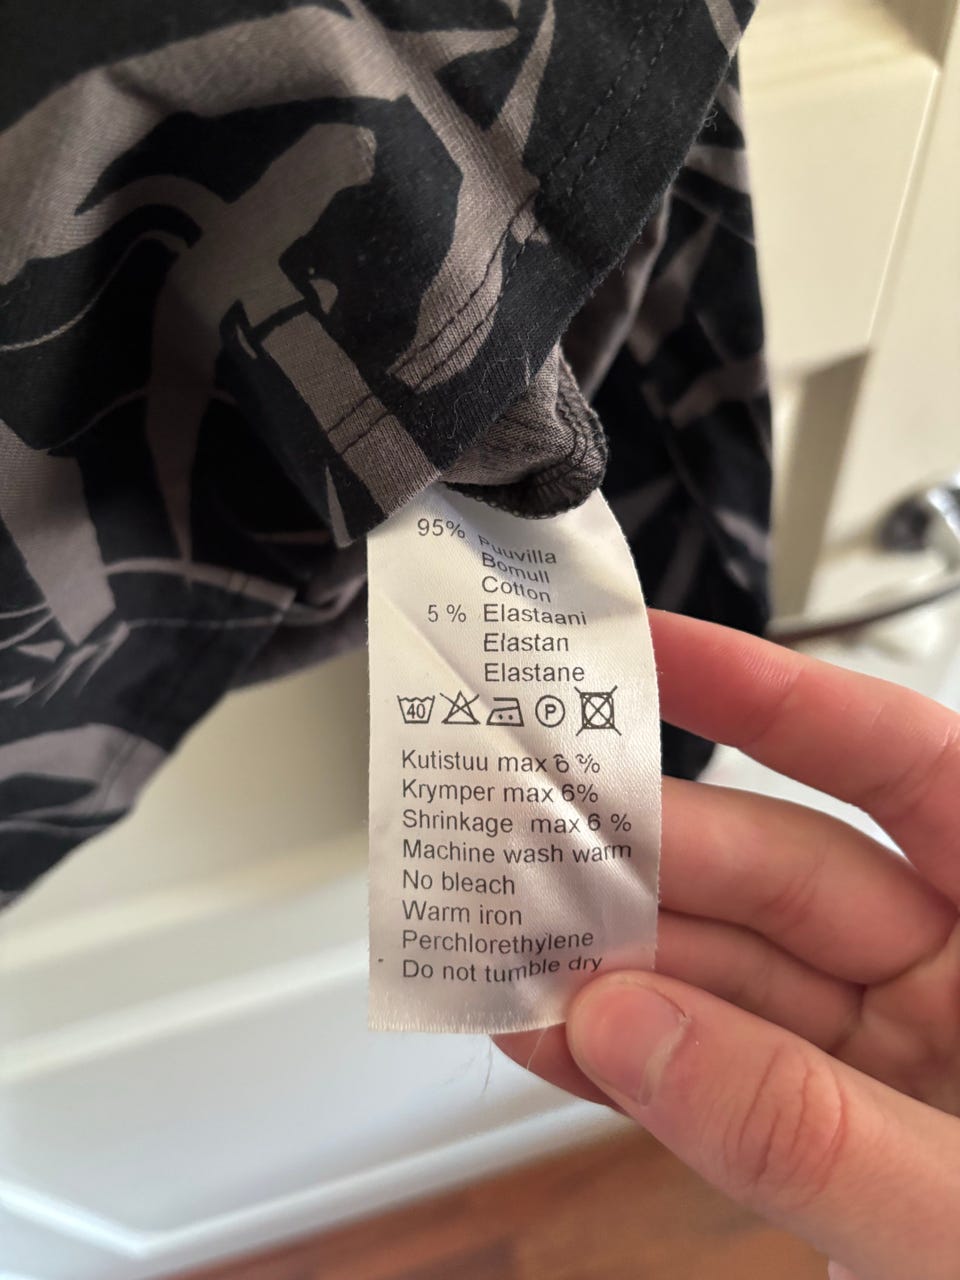 95% Puuvilla
Bomull
Cotton
5 % Elastaani
Elastan
Elastane
40 P
Kutistuu max 6 %
Krymper max 6%
Shrinkage max 6 %
Machine wash warm
No bleach
Warm iron
Perchlorethylene
Do not tumble dry